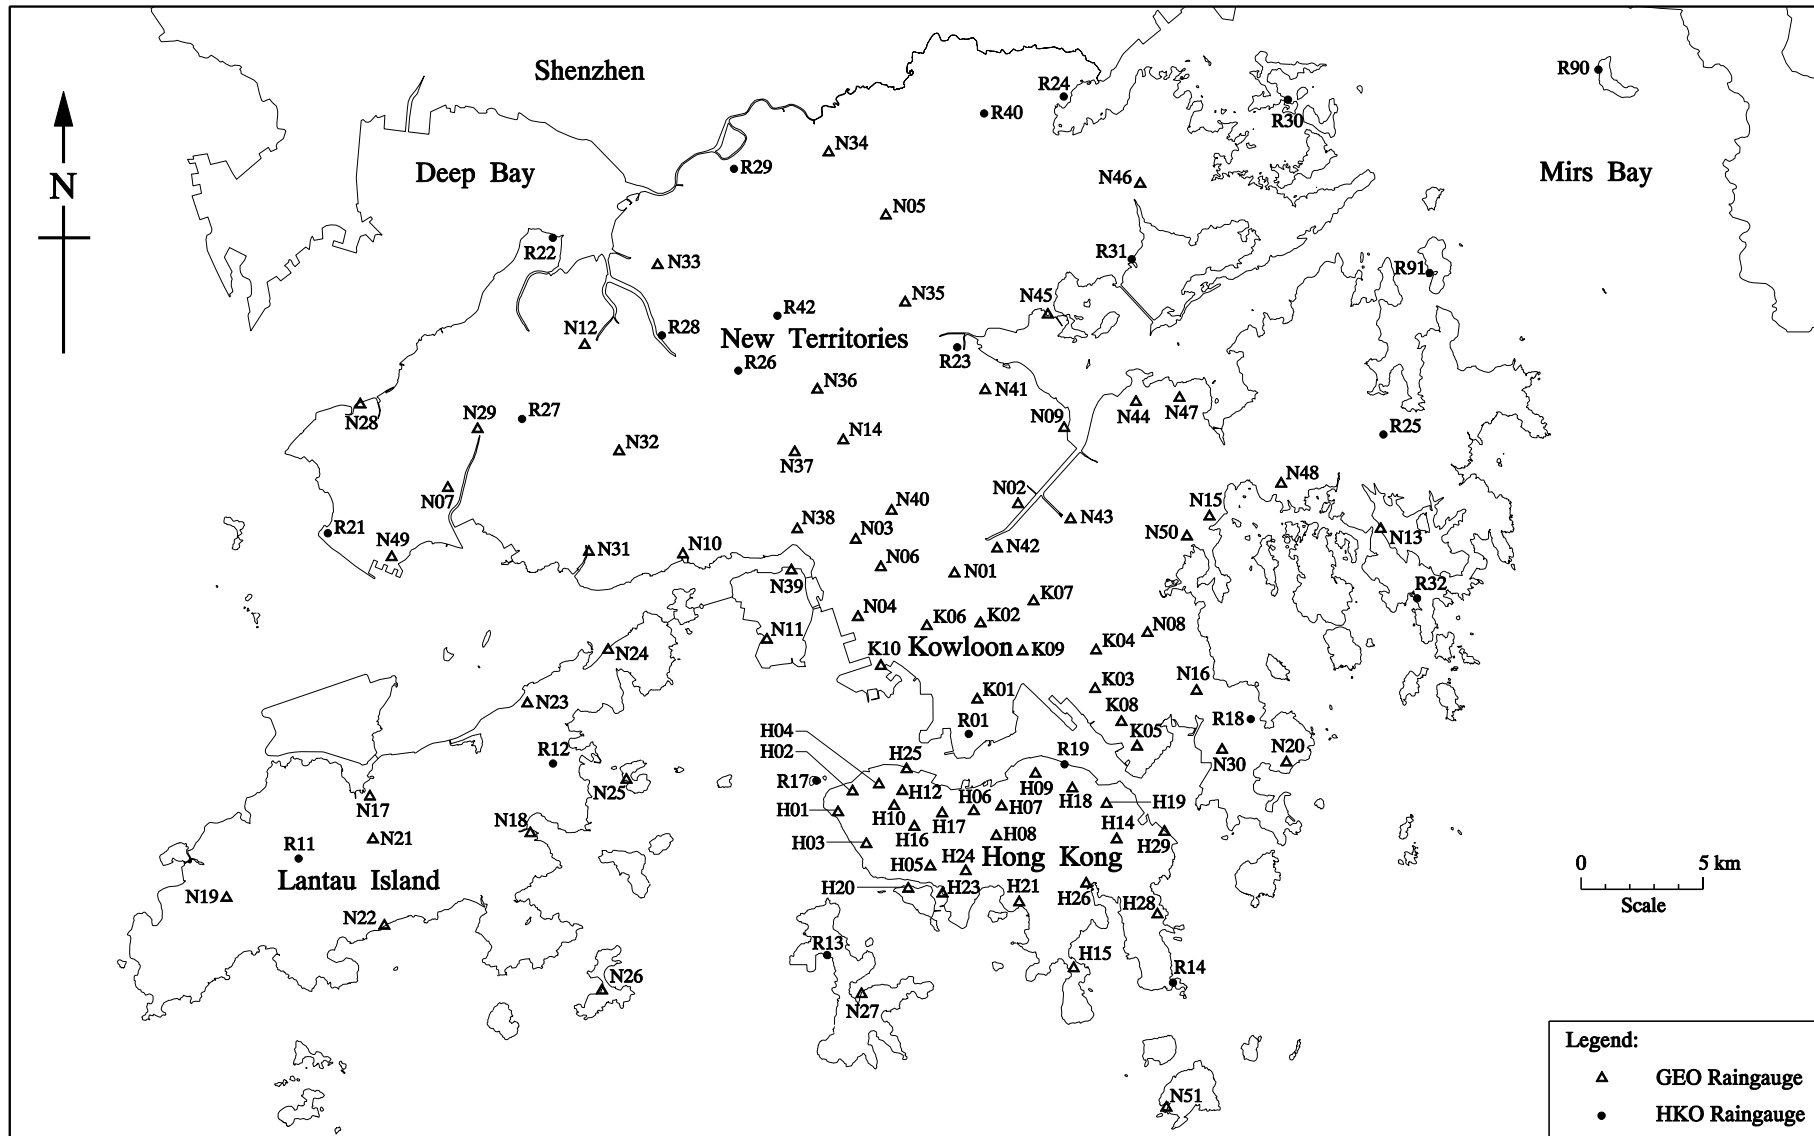 Shenzhen
R90
R24
R40
R30
N34
Deep Bay
R29
N46
Mirs Bay
N
N05
R22
N33
R31
R91
N35
N45
R42
N12
R28
New Territories
R23
R26
N36
N41
N44
N47
N28
N29
R27
N09
R25
N14
N32
N37
N48
N07
N02
N15
N40
R21
N38
N43
N03
N50
N13
N49
N31
N10
N42
N06
N01
N39
R32
K07
N04
K06
K02
N08
N11
Kowloon
K09
K04
N24
K10
K03
N16
N23
K01
K08
R01
R18
H04
K05
H02
R12
H25
R19
N20
N30
R17
N25
H12
H06
H09
H18
H19
N17
H01
H10
H07
H17
N18
H14
N21
H16
H08
H03
H29
R11
H24
Hong Kong
H05
Lantau Island
H20
H23
H21
H26
N19
H28
N22
0 5 km
Scale
R13
H15
R14
N26
N27
Legend:
GEO Raingauge
N51
HKO Raingauge